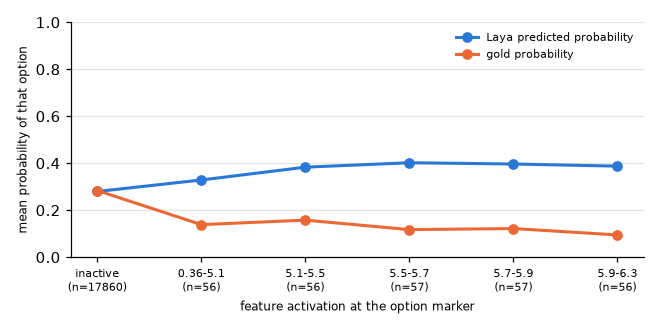 1.0
0.8
0.6
0.4
0.2
0.0
mean probability of that option
Laya predicted probability
gold probability
inactive
(n=17860)
0.36-5.1
(n=56)
5.1-5.5
(n=56)
5.5-5.7
(n=57)
5.7-5.9
(n=57)
5.9-6.3
(n=56)
feature activation at the option marker